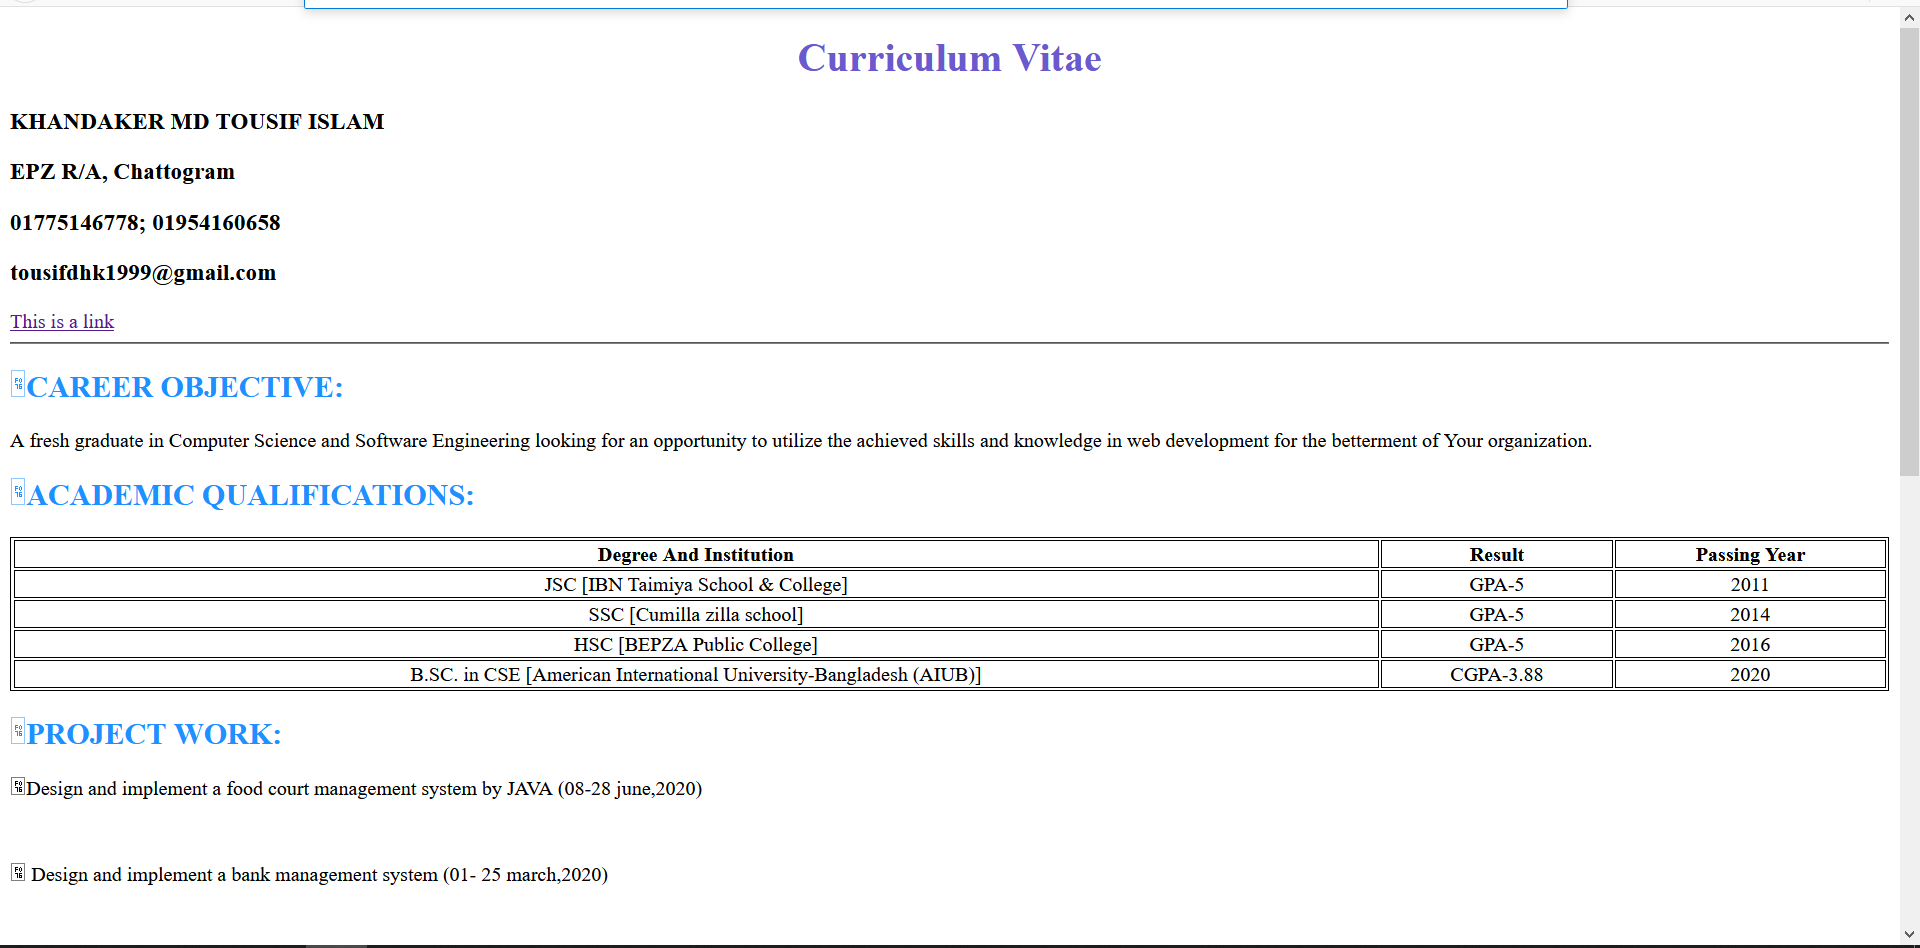 Curriculum Vitae
KHANDAKER MD TOUSIF ISLAM
EPZ R/A, Chattogram
01775146778; 01954160658
tousifdhk1999@gmail.com
This is a link
CAREER OBJECTIVE:
A fresh graduate in Computer Science and Software Engineering looking for an opportunity to utilize the achieved skills and knowledge in web development for the betterment of Your organization.
ACADEMIC QUALIFICATIONS:
Degree And Institution Result Passing Year
JSC [IBN Taimiya School & College] GPA-5 2011
SSC [Cumilla zilla school] GPA-5 2014
HSC [BEPZA Public College] GPA-5 2016
B.SC. in CSE [American International University-Bangladesh (AIUB)] CGPA-3.88 2020
PROJECT WORK:
Design and implement a food court management system by JAVA (08-28 june,2020)
Design and implement a bank management system (01- 25 march,2020)